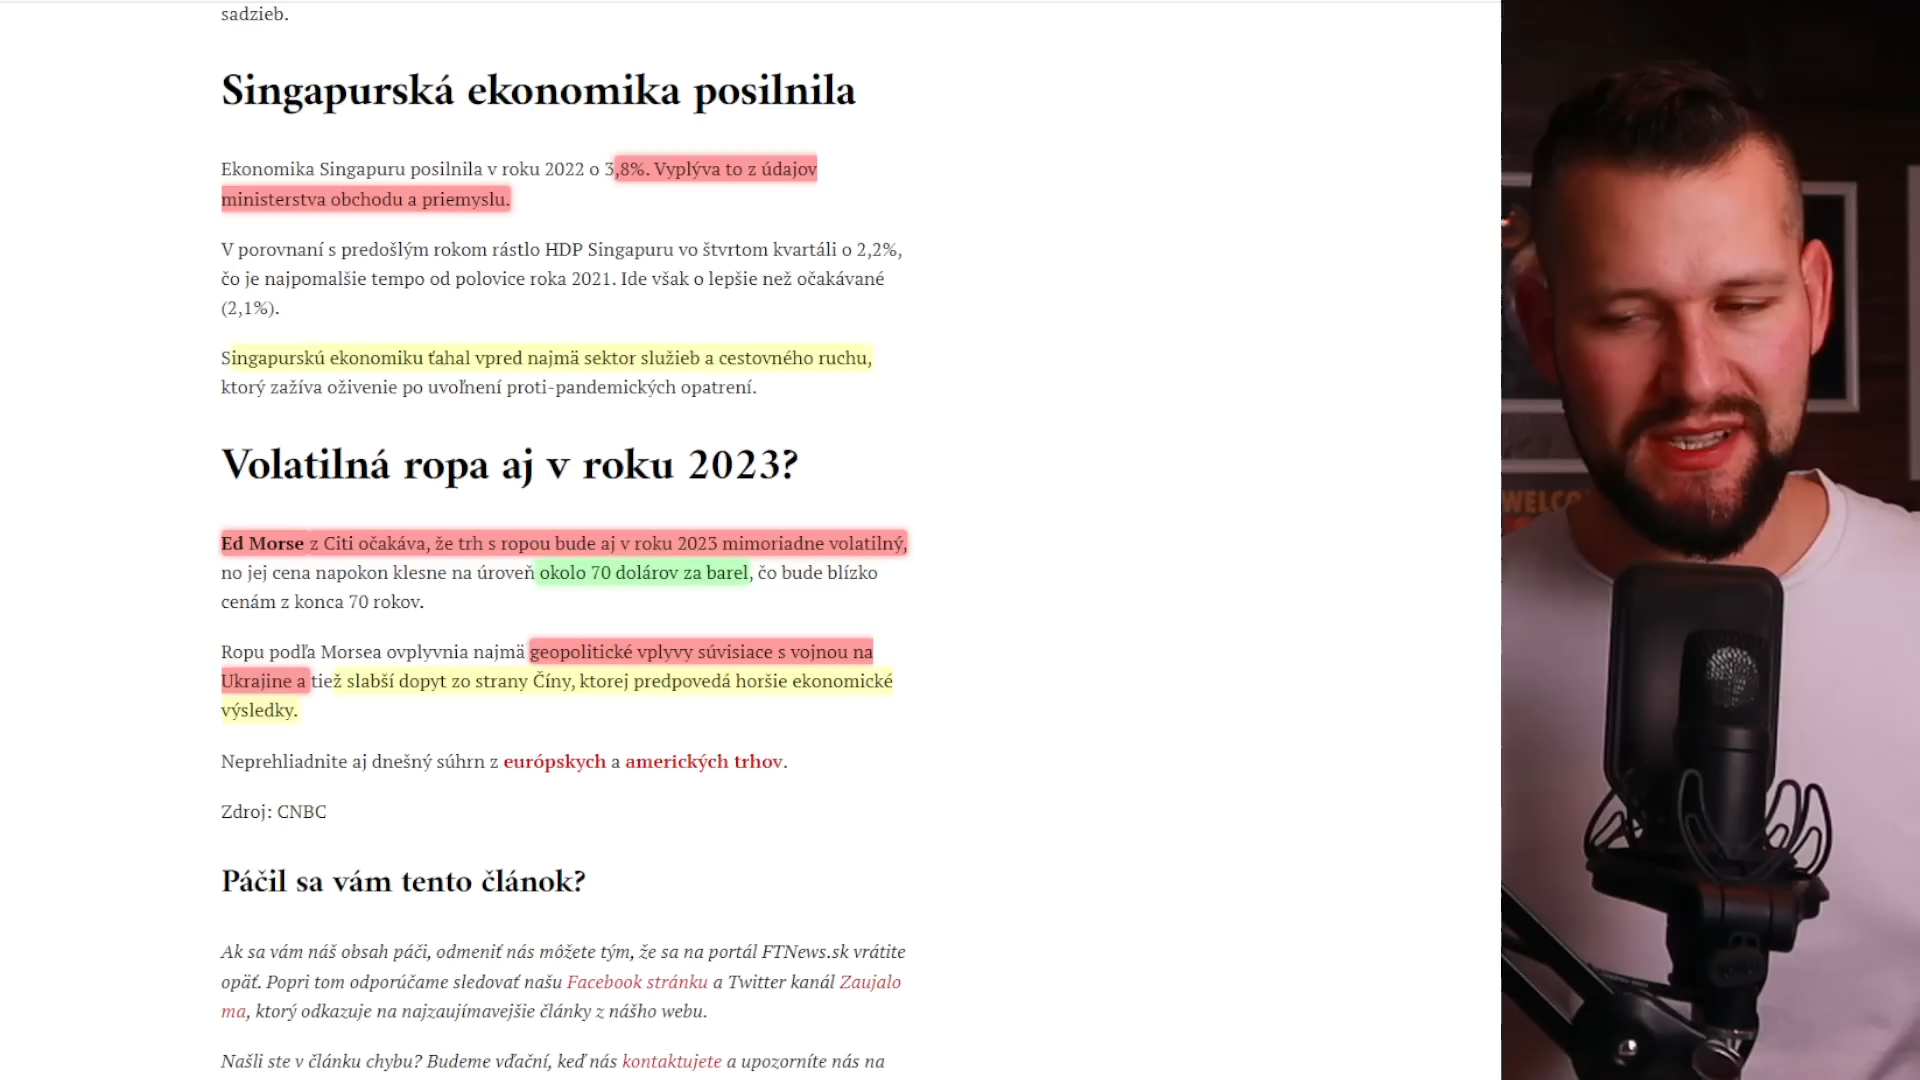 sadzieb.
Singapurská ekonomika posilnila
Ekonomika Singapuru posilnila v roku 2022 o 3,8%. Vyplýva to z údajov
ministerstva obchodu a priemyslu.
V porovnaní s predošlým rokom rástlo HDP Singapuru vo štvrtom kvartáli o 2,2%,
čo je najpomalšie tempo od polovice roka 2021. Ide však o lepšie než očakávané
(2,1%).
Singapurskú ekonomiku ťahal vpred najmä sektor služieb a cestovného ruchu,
ktorý zažíva oživenie po uvoľnení proti-pandemických opatrení.
Volatilná ropa aj v roku 2023?
Ed Morse z Citi očakáva, že trh s ropou bude aj v roku 2023 mimoriadne volatilný,
no jej cena napokon klesne na úroveň okolo 70 dolárov za barel, čo bude blízko
cenám z konca 70 rokov.
Ropu podľa Morsea ovplyvnia najmä geopolitické vplyvy súvisiace s vojnou na
Ukrajine a tiež slabší dopyt zo strany Číny, ktorej predpovedá horšie ekonomické
výsledky.
Neprehliadnite aj dnešný súhrn z európskych a amerických trhov.
Zdroj: CNBC
Páčil sa vám tento článok?
Ak sa vám náš obsah páči, odmeniť nás môžete tým, že sa na portál FTNews.sk vrátite
opäť. Popri tom odporúčame sledovať našu Facebook stránku a Twitter kanál Zaujalo
ma, ktorý odkazuje na najzaujímavejšie články z nášho webu.
Našli ste v článku chybu? Budeme vďační, keď nás kontaktujete a upozorníte nás na